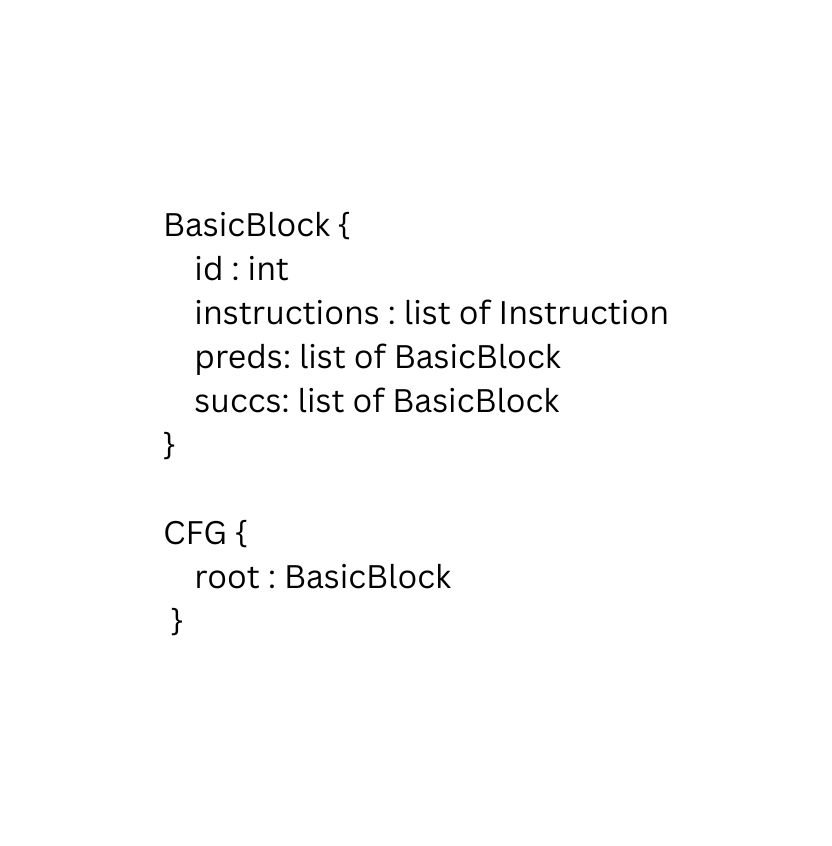 BasicBlock {
id : int
instructions : list of Instruction
preds: list of BasicBlock
succs: list of BasicBlock
}
CFG {
root : BasicBlock
}